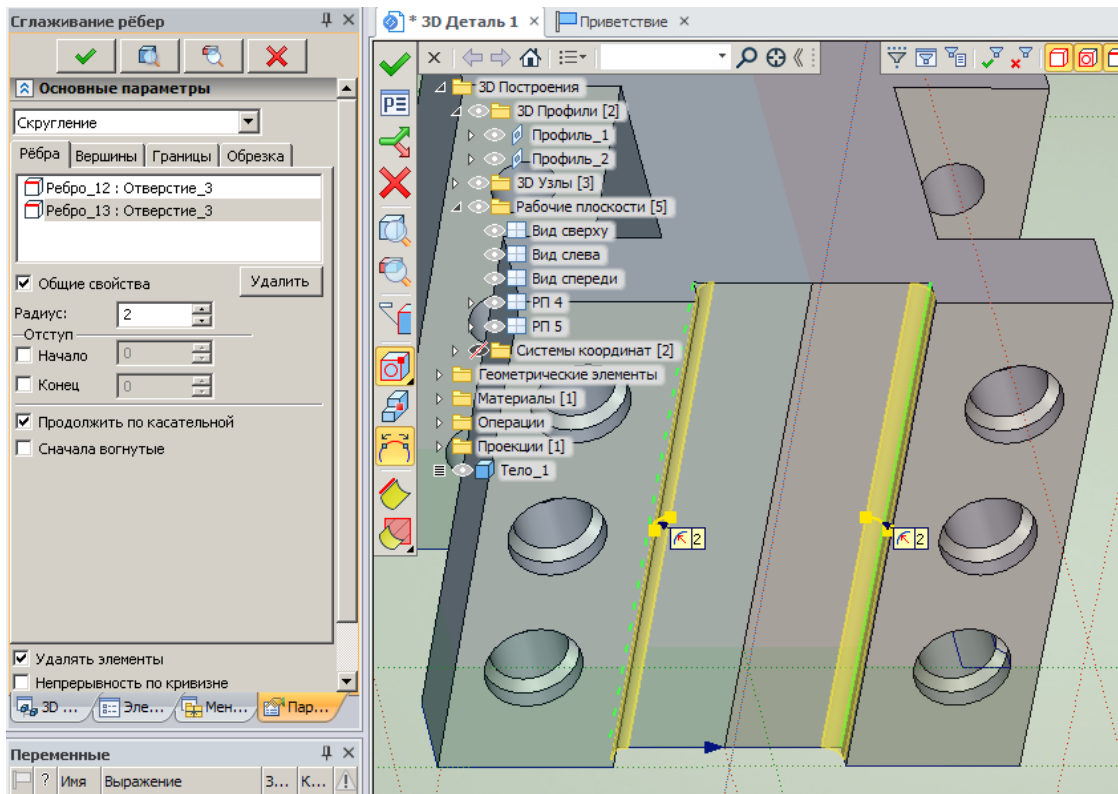 Сглаживание рёбер
Основные параметры
Скругление
Рёбра Вершины Границы Обрезка
Ребро_12 : Отверстие_3
Ребро_13 : Отверстие_3
Общие свойства Удалить
Радиус: 2
Отступ
Начало 0
Конец 0
Продолжить по касательной
Сначала вогнутые
Удалять элементы
Непрерывность по кривизне
3D ... Эле... Мен... Пар...
Переменные
? Имя Выражение З... К...
* 3D Деталь 1 Приветствие
3D Построения
3D Профили [2]
Профиль_1
Профиль_2
3D Узлы [3]
Рабочие плоскости [5]
Вид сверху
Вид слева
Вид спереди
РП 4
РП 5
Системы координат [2]
Геометрические элементы
Материалы [1]
Операции
Проекции [1]
Тело_1
2
2